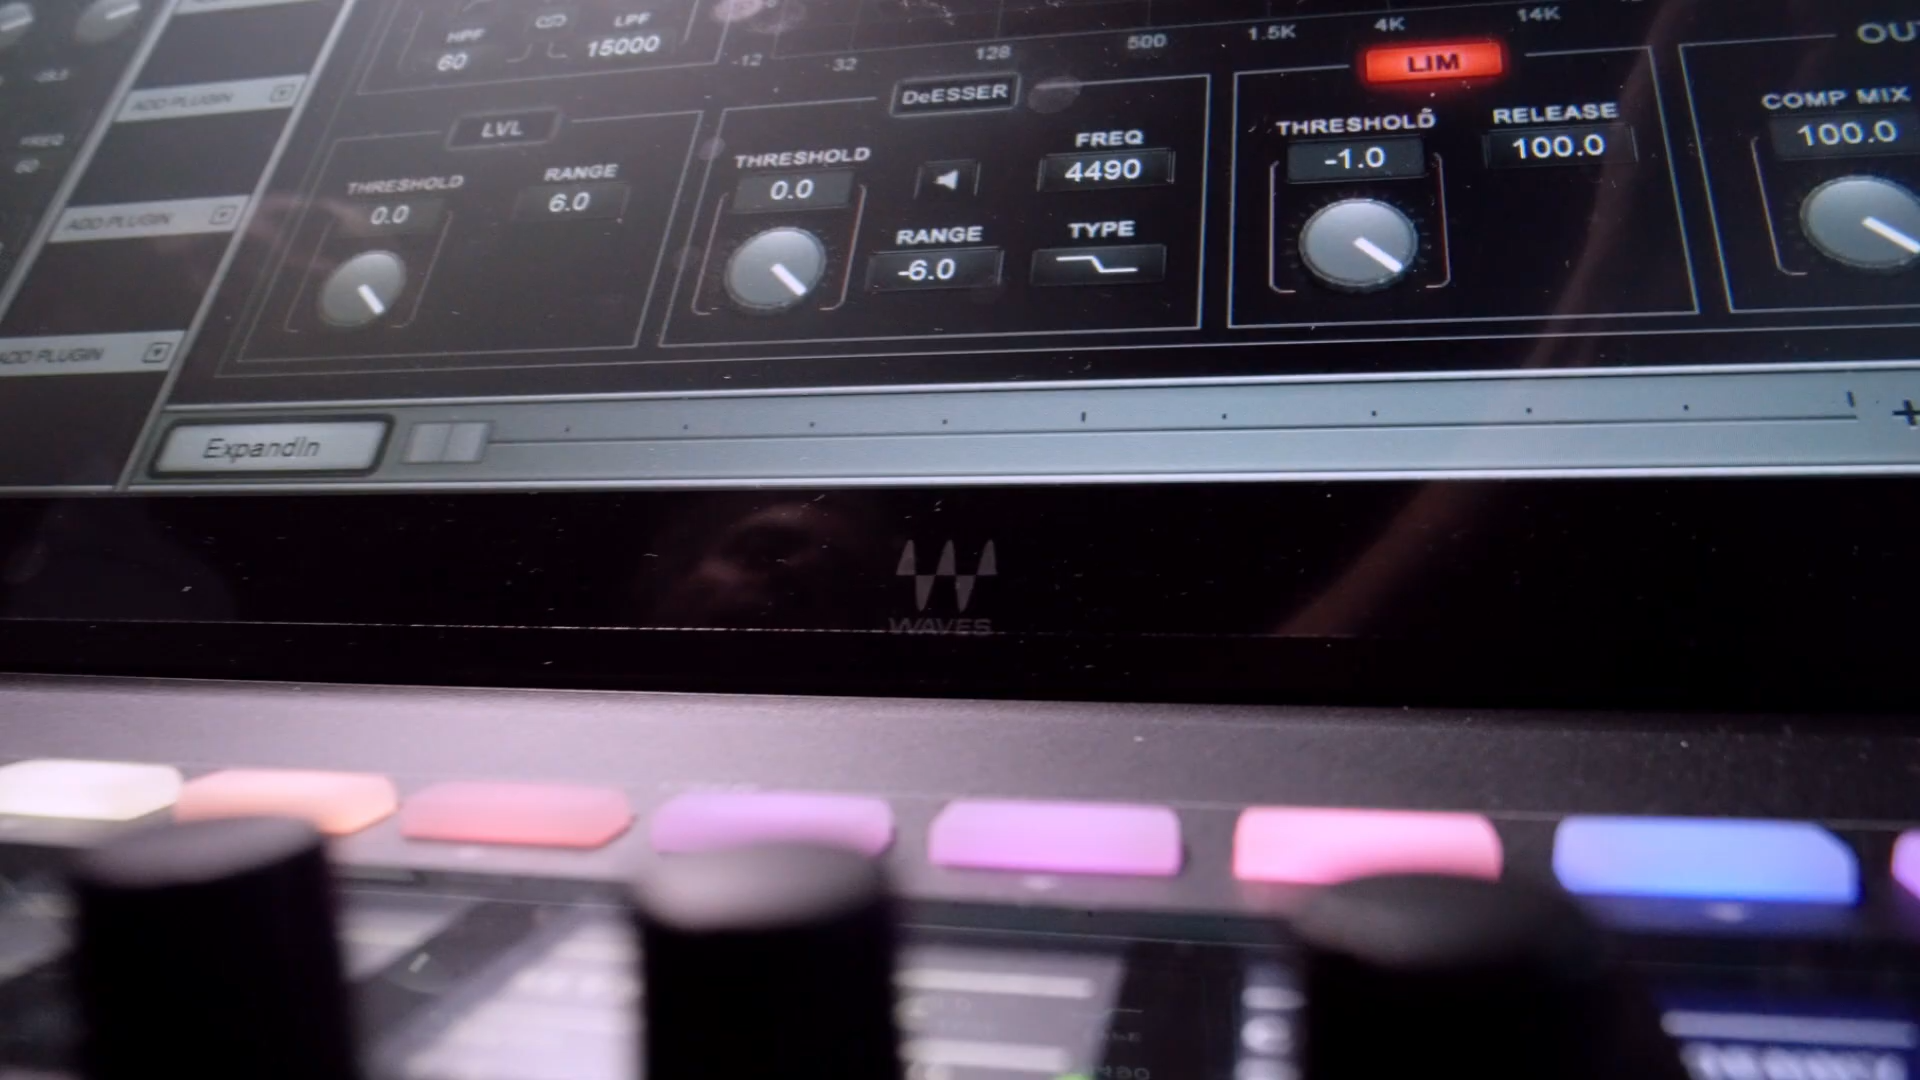 HPF
60
LPF
15000
-12
32
128
500
1.5K
4K
14K
LIM
DeESSER
LVL
THRESHOLD
0.0
RANGE
6.0
THRESHOLD
0.0
FREQ
4490
RANGE
-6.0
TYPE
THRESHOLD
-1.0
RELEASE
100.0
COMP MIX
100.0
ADD PLUGIN
FREQ
60
ADD PLUGIN
ADD PLUGIN
ExpandIn
+
WAVES